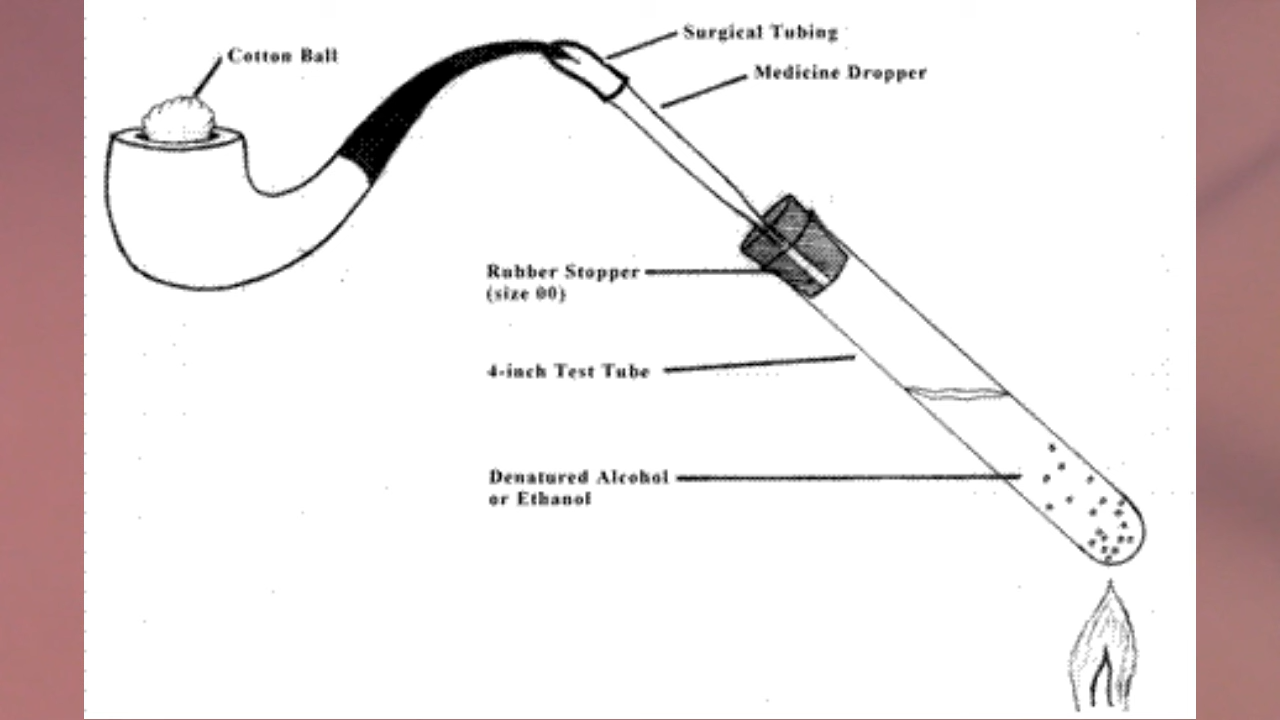 Cotton Ball
Surgical Tubing
Medicine Dropper
Rubber Stopper
(size 00)
4-inch Test Tube
Denatured Alcohol
or Ethanol